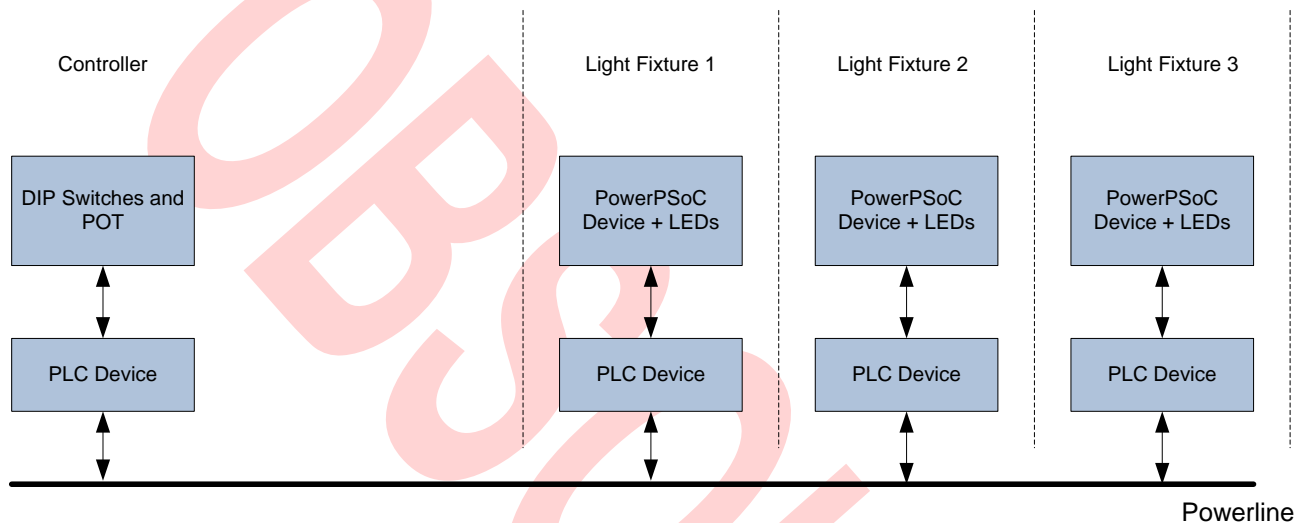 Controller
Light Fixture 1
Light Fixture 2
Light Fixture 3
DIP Switches and
POT
PowerPSoC
Device + LEDs
PowerPSoC
Device + LEDs
PowerPSoC
Device + LEDs
PLC Device
PLC Device
PLC Device
PLC Device
Powerline
OBSO